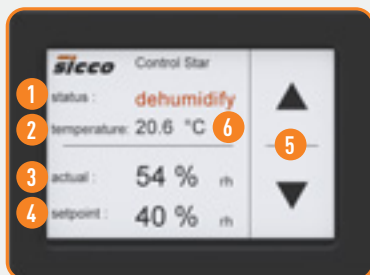 sicco Control Star
1 status : dehumidify
2 temperature: 20.6 °C 6
5
3 actual : 54 % rh
4 setpoint : 40 % rh